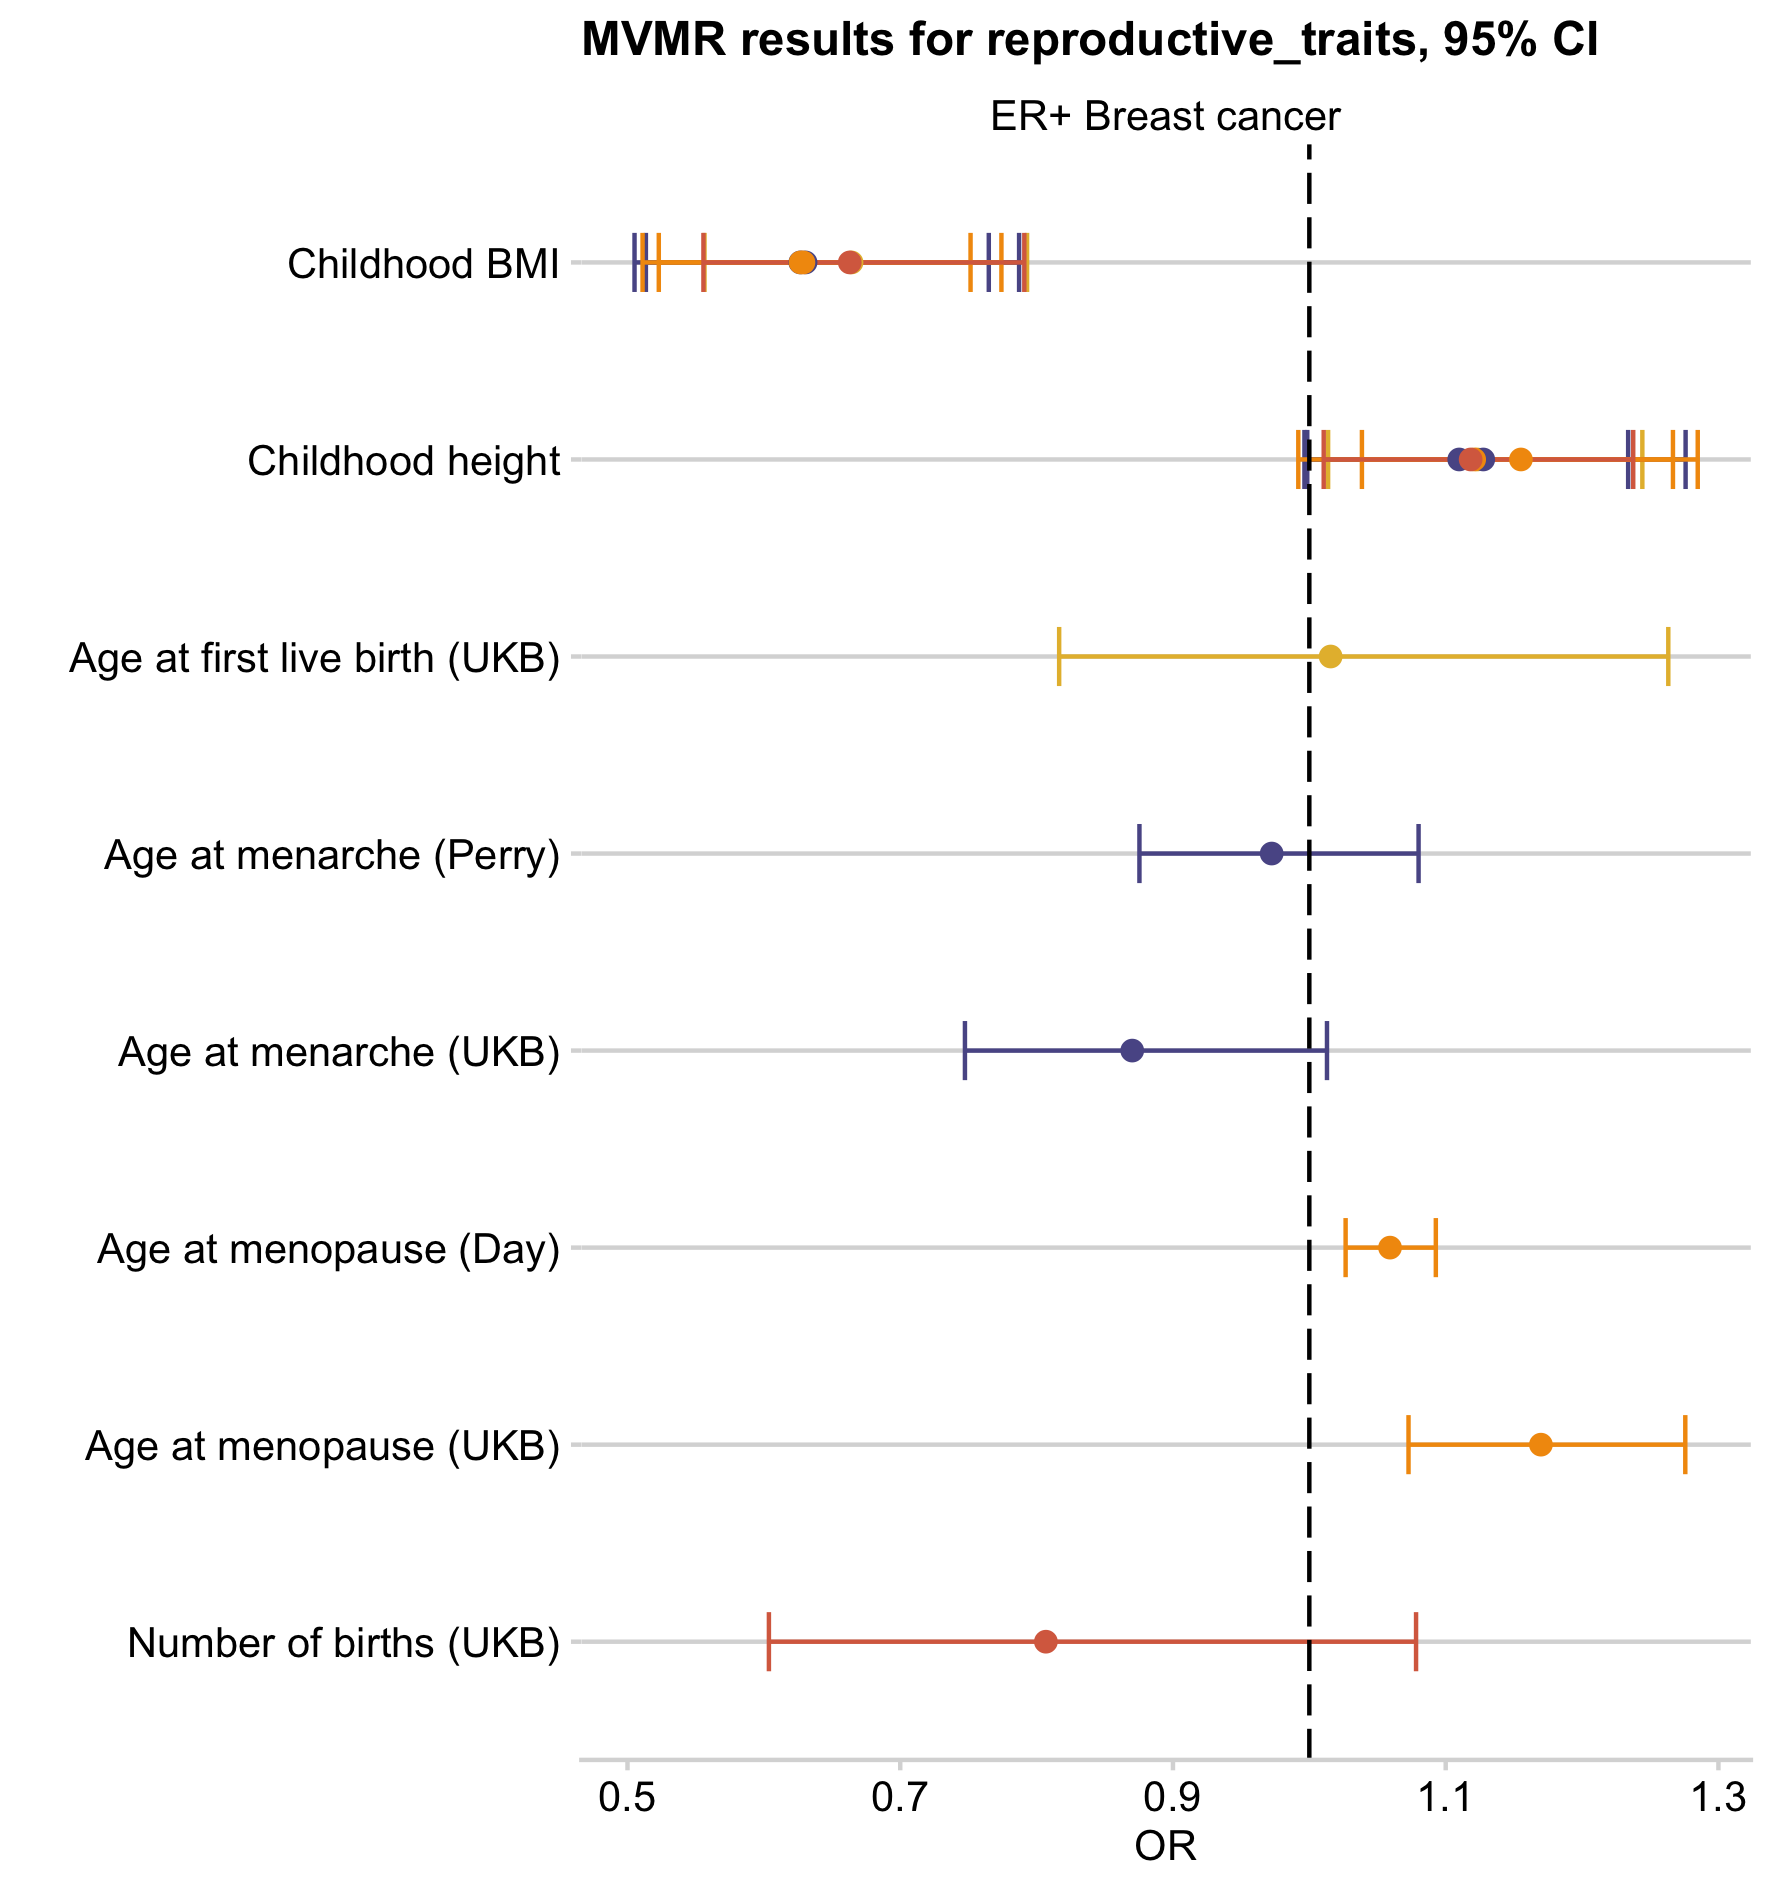 MVMR results for reproductive_traits, 95% CI
ER+ Breast cancer
Childhood BMI
Childhood height
Age at first live birth (UKB)
Age at menarche (Perry)
Age at menarche (UKB)
Age at menopause (Day)
Age at menopause (UKB)
Number of births (UKB)
0.5 0.7 0.9 1.1 1.3
OR